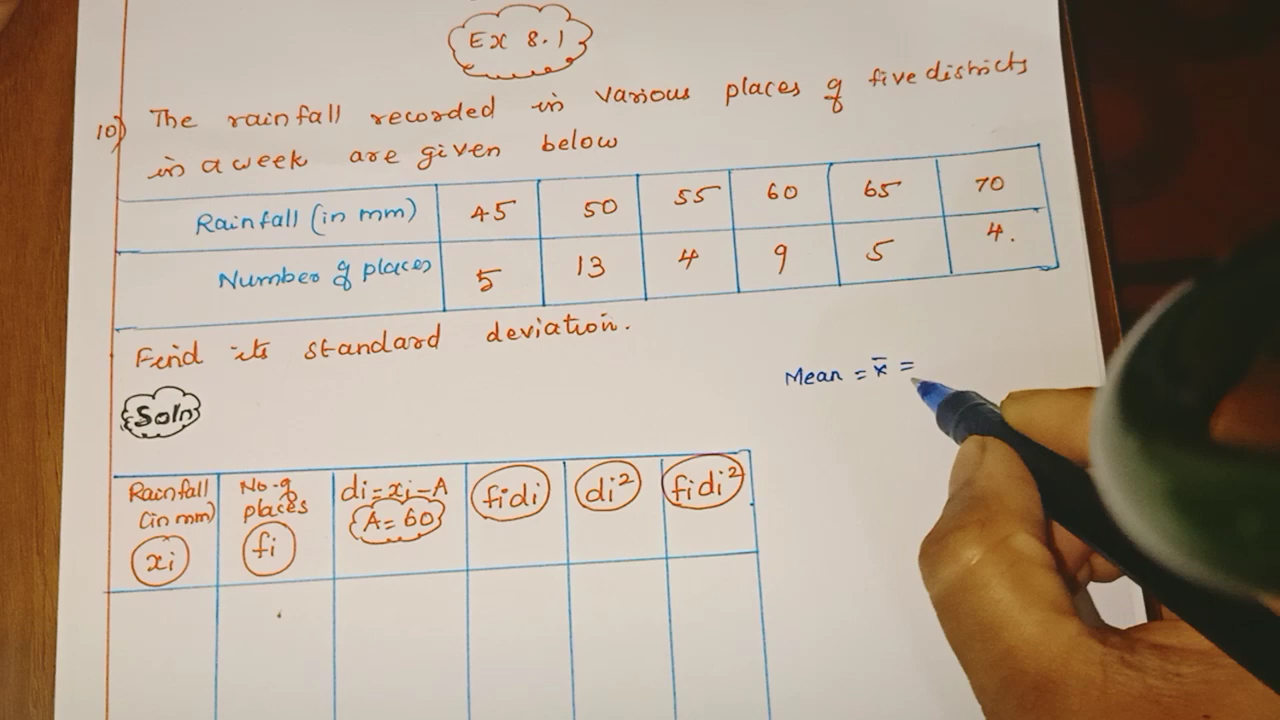 Ex 8.1
10) The rainfall recorded in various places of five districts
in a week are given below
Rainfall (in mm) 45 50 55 60 65 70
Number of places 5 13 4 9 5 4.
Find its standard deviation.
Mean = x̄ =
Soln
Rainfall (in mm) xi
No. of places fi
di = xi - A
A = 60
fidi
di²
fidi²